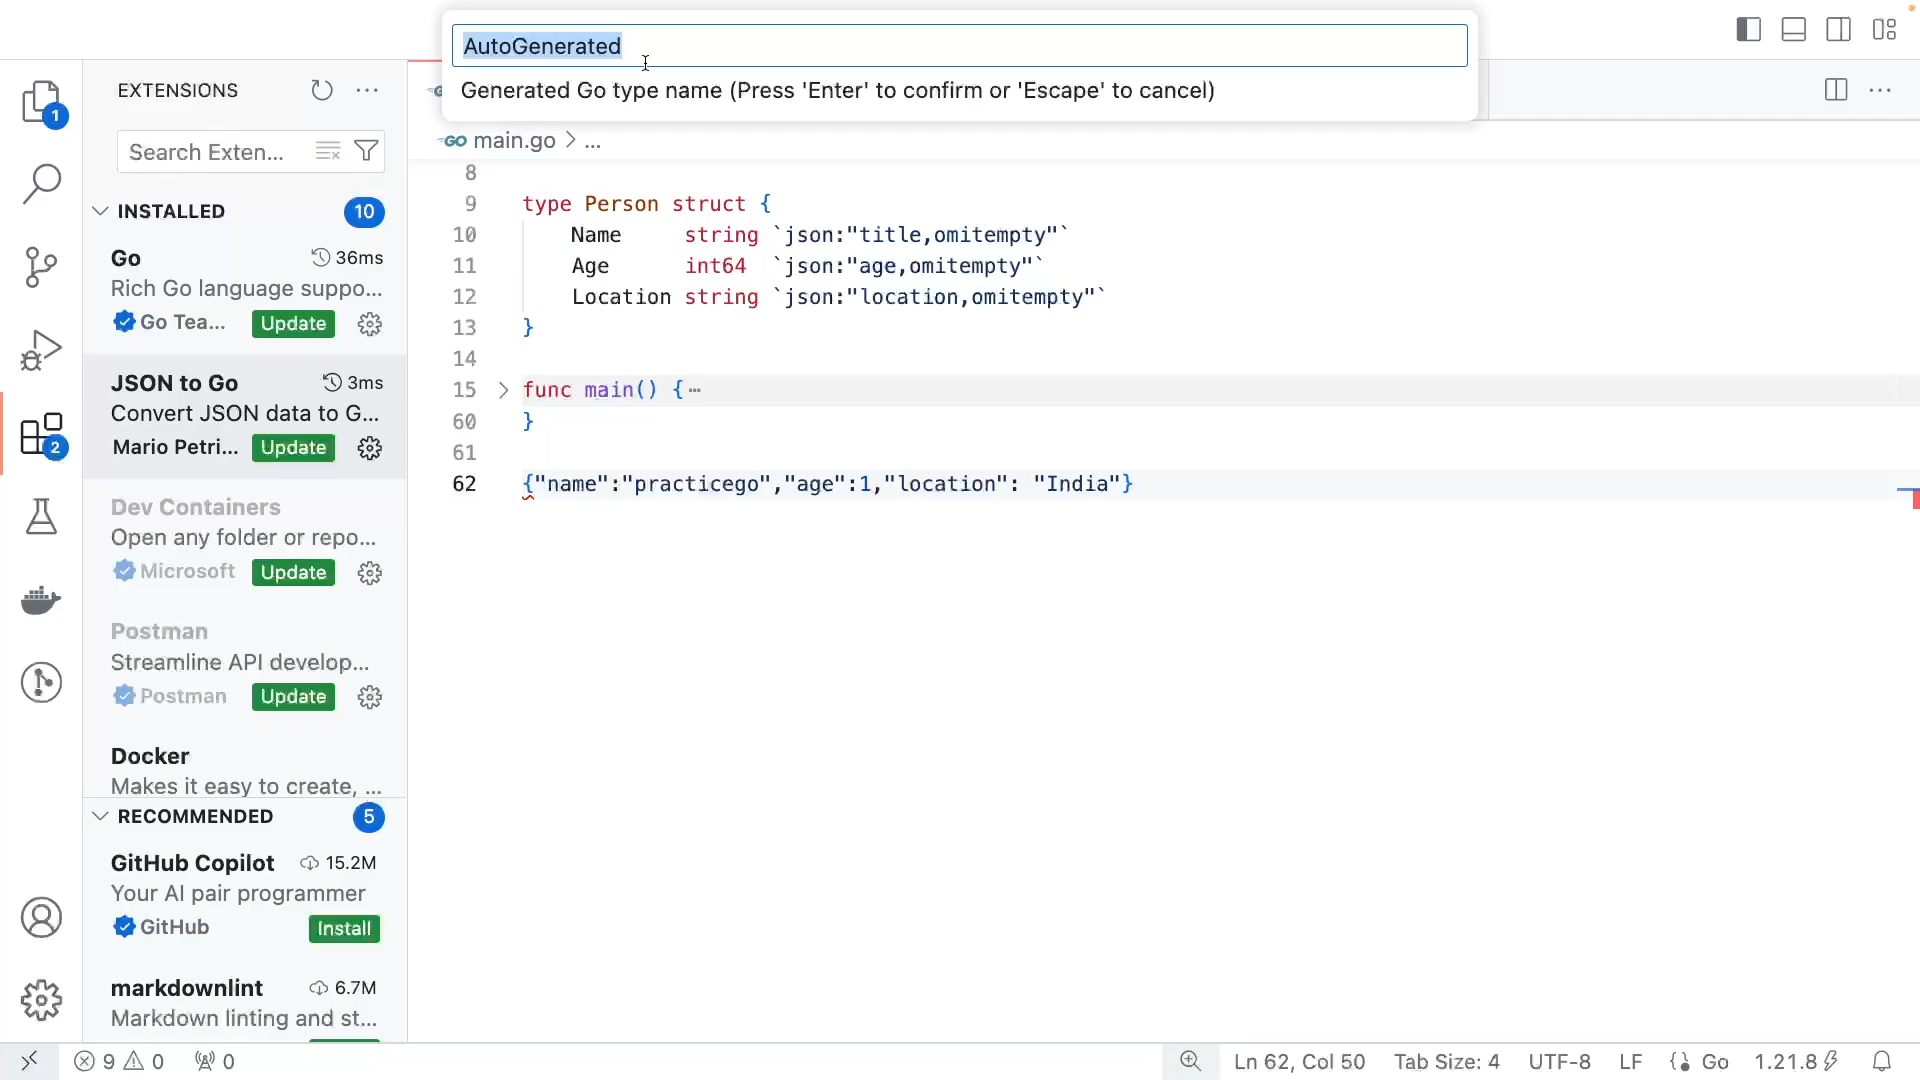 AutoGenerated
Generated Go type name (Press 'Enter' to confirm or 'Escape' to cancel)
EXTENSIONS
Search Exten...
INSTALLED
10
Go
36ms
Rich Go language suppo...
Go Tea...
Update
JSON to Go
3ms
Convert JSON data to G...
Mario Petri...
Update
Dev Containers
Open any folder or repo...
Microsoft
Update
Postman
Streamline API develop...
Postman
Update
Docker
Makes it easy to create, ...
RECOMMENDED
5
GitHub Copilot
15.2M
Your AI pair programmer
GitHub
Install
markdownlint
6.7M
Markdown linting and st...
1
2
GO main.go > ...
8
9 type Person struct {
10 Name string `json:"title,omitempty"`
11 Age int64 `json:"age,omitempty"`
12 Location string `json:"location,omitempty"`
13 }
14
15 func main() {⋯
60 }
61
62 {"name":"practicego","age":1,"location": "India"}
9 0 0
Ln 62, Col 50 Tab Size: 4 UTF-8 LF Go 1.21.8